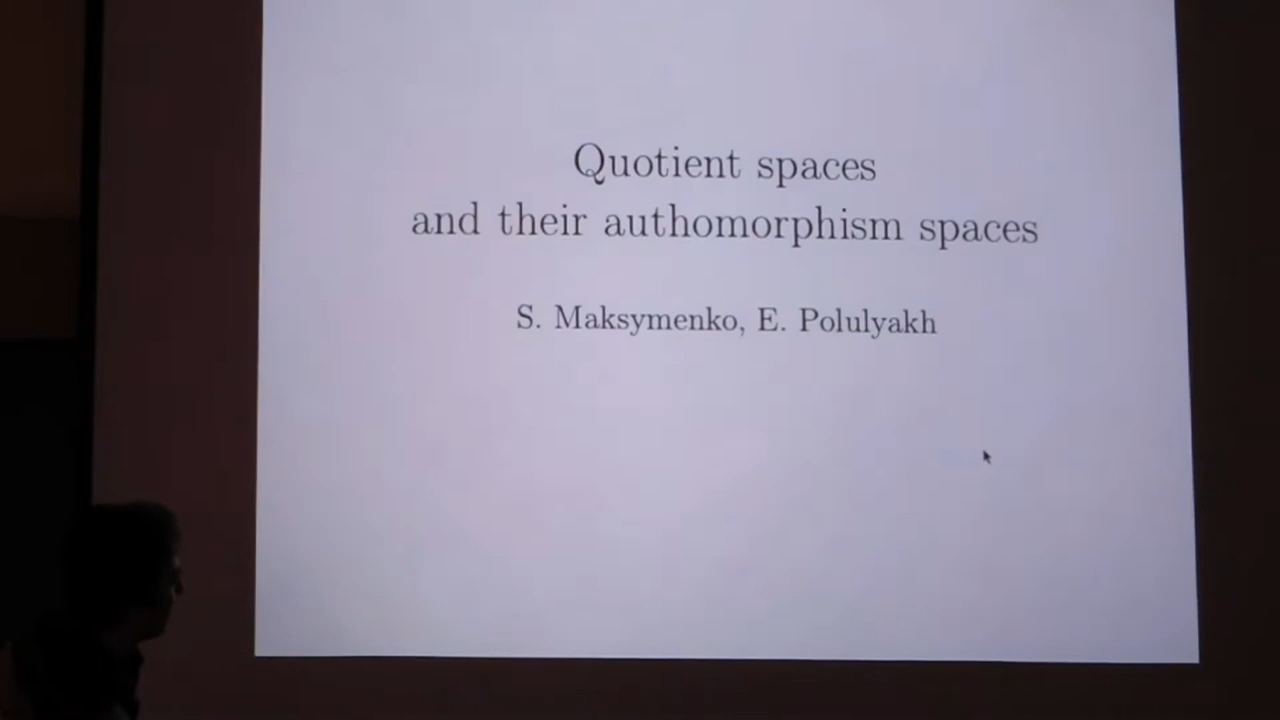 Quotient spaces
and their authomorphism spaces
S. Maksymenko, E. Polulyakh